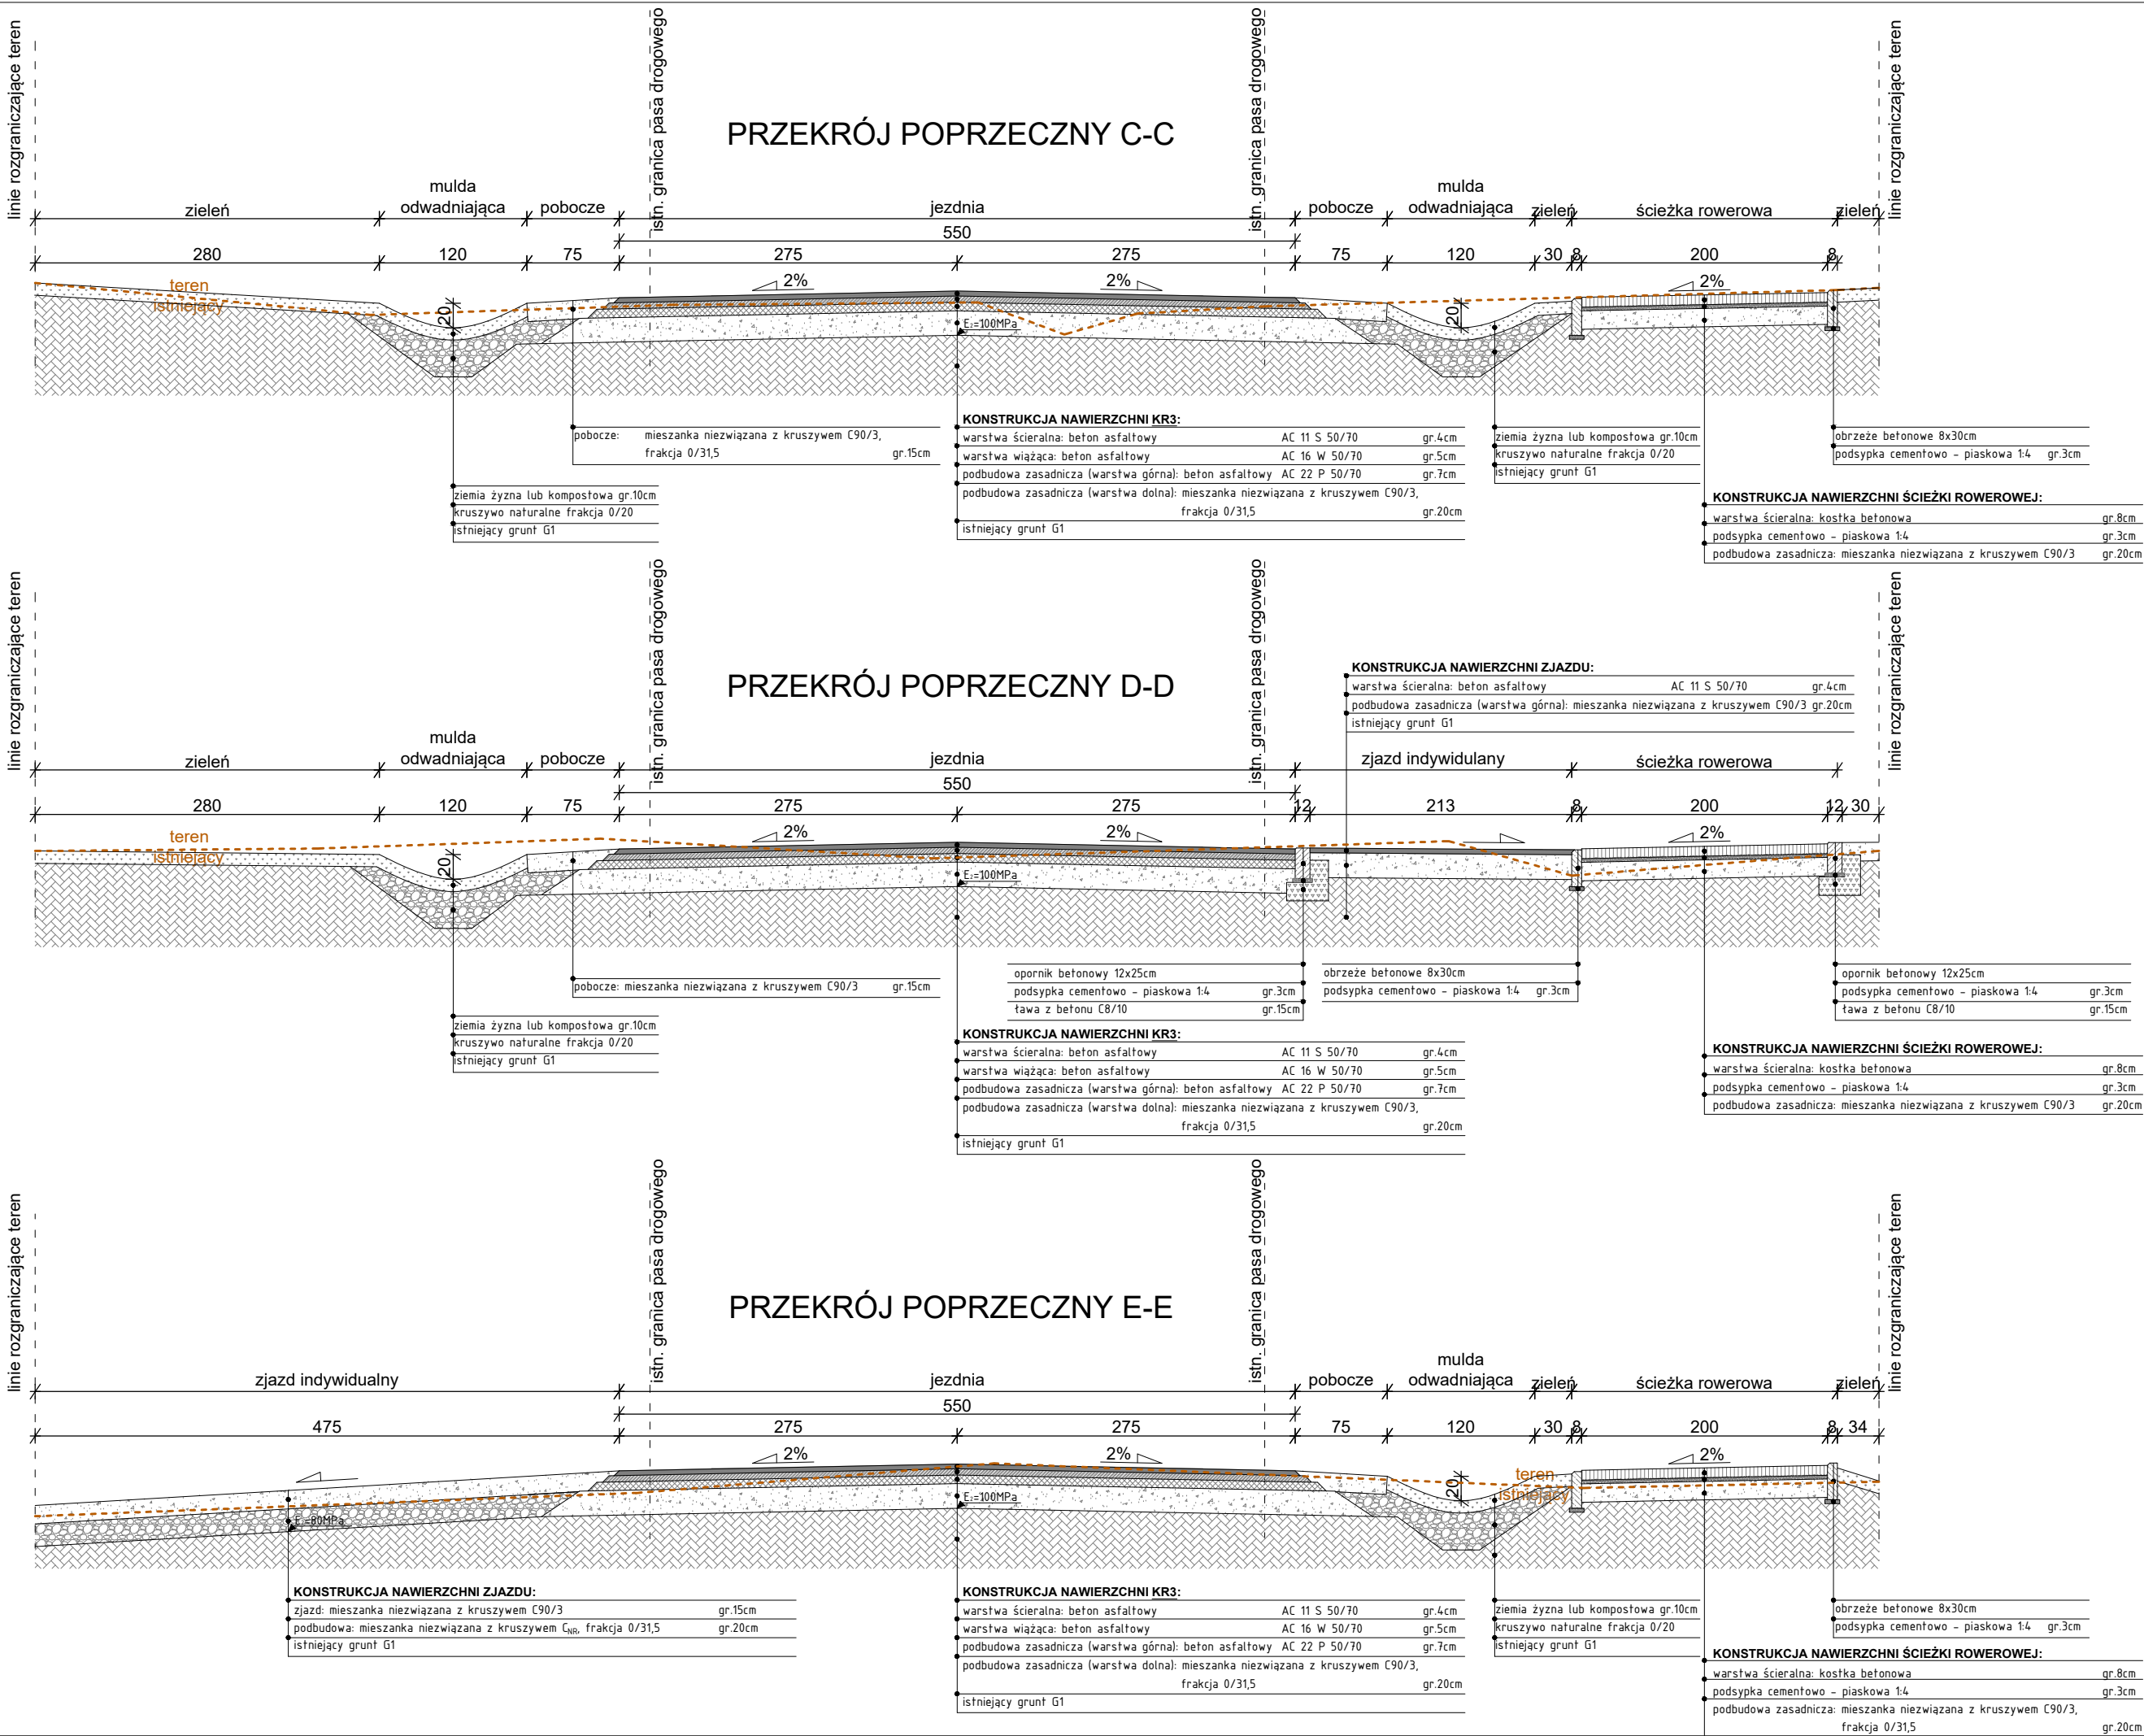 PRZEKRÓJ POPRZECZNY C-C
linie rozgraniczające teren
istn. granica pasa drogowego
istn. granica pasa drogowego
linie rozgraniczające teren
zieleń
mulda
odwadniająca
pobocze
jezdnia
pobocze
mulda
odwadniająca
zieleń
ścieżka rowerowa
zieleń
550
280 120 75 275 275 75 120 30 8 200 8
teren
istniejący
20
2% 2%
20
2%
E₂=100MPa
pobocze: mieszanka niezwiązana z kruszywem C90/3,
frakcja 0/31,5 gr.15cm
ziemia żyzna lub kompostowa gr.10cm
kruszywo naturalne frakcja 0/20
istniejący grunt G1
KONSTRUKCJA NAWIERZCHNI KR3:
warstwa ścieralna: beton asfaltowy AC 11 S 50/70 gr.4cm
warstwa wiążąca: beton asfaltowy AC 16 W 50/70 gr.5cm
podbudowa zasadnicza (warstwa górna): beton asfaltowy AC 22 P 50/70 gr.7cm
podbudowa zasadnicza (warstwa dolna): mieszanka niezwiązana z kruszywem C90/3,
frakcja 0/31,5 gr.20cm
istniejący grunt G1
ziemia żyzna lub kompostowa gr.10cm
kruszywo naturalne frakcja 0/20
istniejący grunt G1
obrzeże betonowe 8x30cm
podsypka cementowo - piaskowa 1:4 gr.3cm
KONSTRUKCJA NAWIERZCHNI ŚCIEŻKI ROWEROWEJ:
warstwa ścieralna: kostka betonowa gr.8cm
podsypka cementowo - piaskowa 1:4 gr.3cm
podbudowa zasadnicza: mieszanka niezwiązana z kruszywem C90/3 gr.20cm
PRZEKRÓJ POPRZECZNY D-D
linie rozgraniczające teren
istn. granica pasa drogowego
istn. granica pasa drogowego
linie rozgraniczające teren
KONSTRUKCJA NAWIERZCHNI ZJAZDU:
warstwa ścieralna: beton asfaltowy AC 11 S 50/70 gr.4cm
podbudowa zasadnicza (warstwa górna): mieszanka niezwiązana z kruszywem C90/3 gr.20cm
istniejący grunt G1
zieleń
mulda
odwadniająca
pobocze
jezdnia
zjazd indywidulany
ścieżka rowerowa
550
280 120 75 275 275 12 213 8 200 12 30
teren
istniejący
20
2% 2%
2%
E₂=100MPa
pobocze: mieszanka niezwiązana z kruszywem C90/3 gr.15cm
ziemia żyzna lub kompostowa gr.10cm
kruszywo naturalne frakcja 0/20
istniejący grunt G1
opornik betonowy 12x25cm
podsypka cementowo - piaskowa 1:4 gr.3cm
ława z betonu C8/10 gr.15cm
obrzeże betonowe 8x30cm
podsypka cementowo - piaskowa 1:4 gr.3cm
opornik betonowy 12x25cm
podsypka cementowo - piaskowa 1:4 gr.3cm
ława z betonu C8/10 gr.15cm
KONSTRUKCJA NAWIERZCHNI KR3:
warstwa ścieralna: beton asfaltowy AC 11 S 50/70 gr.4cm
warstwa wiążąca: beton asfaltowy AC 16 W 50/70 gr.5cm
podbudowa zasadnicza (warstwa górna): beton asfaltowy AC 22 P 50/70 gr.7cm
podbudowa zasadnicza (warstwa dolna): mieszanka niezwiązana z kruszywem C90/3,
frakcja 0/31,5 gr.20cm
istniejący grunt G1
KONSTRUKCJA NAWIERZCHNI ŚCIEŻKI ROWEROWEJ:
warstwa ścieralna: kostka betonowa gr.8cm
podsypka cementowo - piaskowa 1:4 gr.3cm
podbudowa zasadnicza: mieszanka niezwiązana z kruszywem C90/3 gr.20cm
PRZEKRÓJ POPRZECZNY E-E
linie rozgraniczające teren
istn. granica pasa drogowego
istn. granica pasa drogowego
linie rozgraniczające teren
zjazd indywidualny
jezdnia
pobocze
mulda
odwadniająca
zieleń
ścieżka rowerowa
zieleń
550
475 275 275 75 120 30 8 200 8 34
2% 2%
20
teren
istniejący
2%
E₂=100MPa
E₂=80MPa
KONSTRUKCJA NAWIERZCHNI ZJAZDU:
zjazd: mieszanka niezwiązana z kruszywem C90/3 gr.15cm
podbudowa: mieszanka niezwiązana z kruszywem CNR, frakcja 0/31,5 gr.20cm
istniejący grunt G1
KONSTRUKCJA NAWIERZCHNI KR3:
warstwa ścieralna: beton asfaltowy AC 11 S 50/70 gr.4cm
warstwa wiążąca: beton asfaltowy AC 16 W 50/70 gr.5cm
podbudowa zasadnicza (warstwa górna): beton asfaltowy AC 22 P 50/70 gr.7cm
podbudowa zasadnicza (warstwa dolna): mieszanka niezwiązana z kruszywem C90/3,
frakcja 0/31,5 gr.20cm
istniejący grunt G1
ziemia żyzna lub kompostowa gr.10cm
kruszywo naturalne frakcja 0/20
istniejący grunt G1
obrzeże betonowe 8x30cm
podsypka cementowo - piaskowa 1:4 gr.3cm
KONSTRUKCJA NAWIERZCHNI ŚCIEŻKI ROWEROWEJ:
warstwa ścieralna: kostka betonowa gr.8cm
podsypka cementowo - piaskowa 1:4 gr.3cm
podbudowa zasadnicza: mieszanka niezwiązana z kruszywem C90/3,
frakcja 0/31,5 gr.20cm